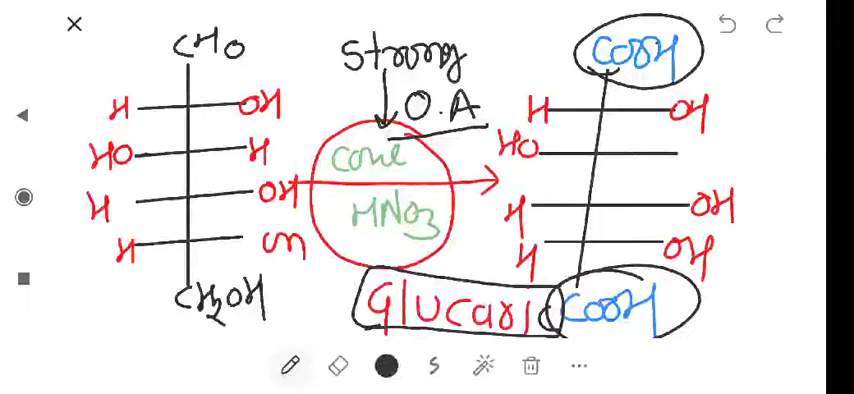 CHO
H OH
HO H
H OH
H OH
CH2OH
Strong
O.A
conc
HNO3
COOH
H OH
HO
H OH
H OH
COOH
Glucaric
S